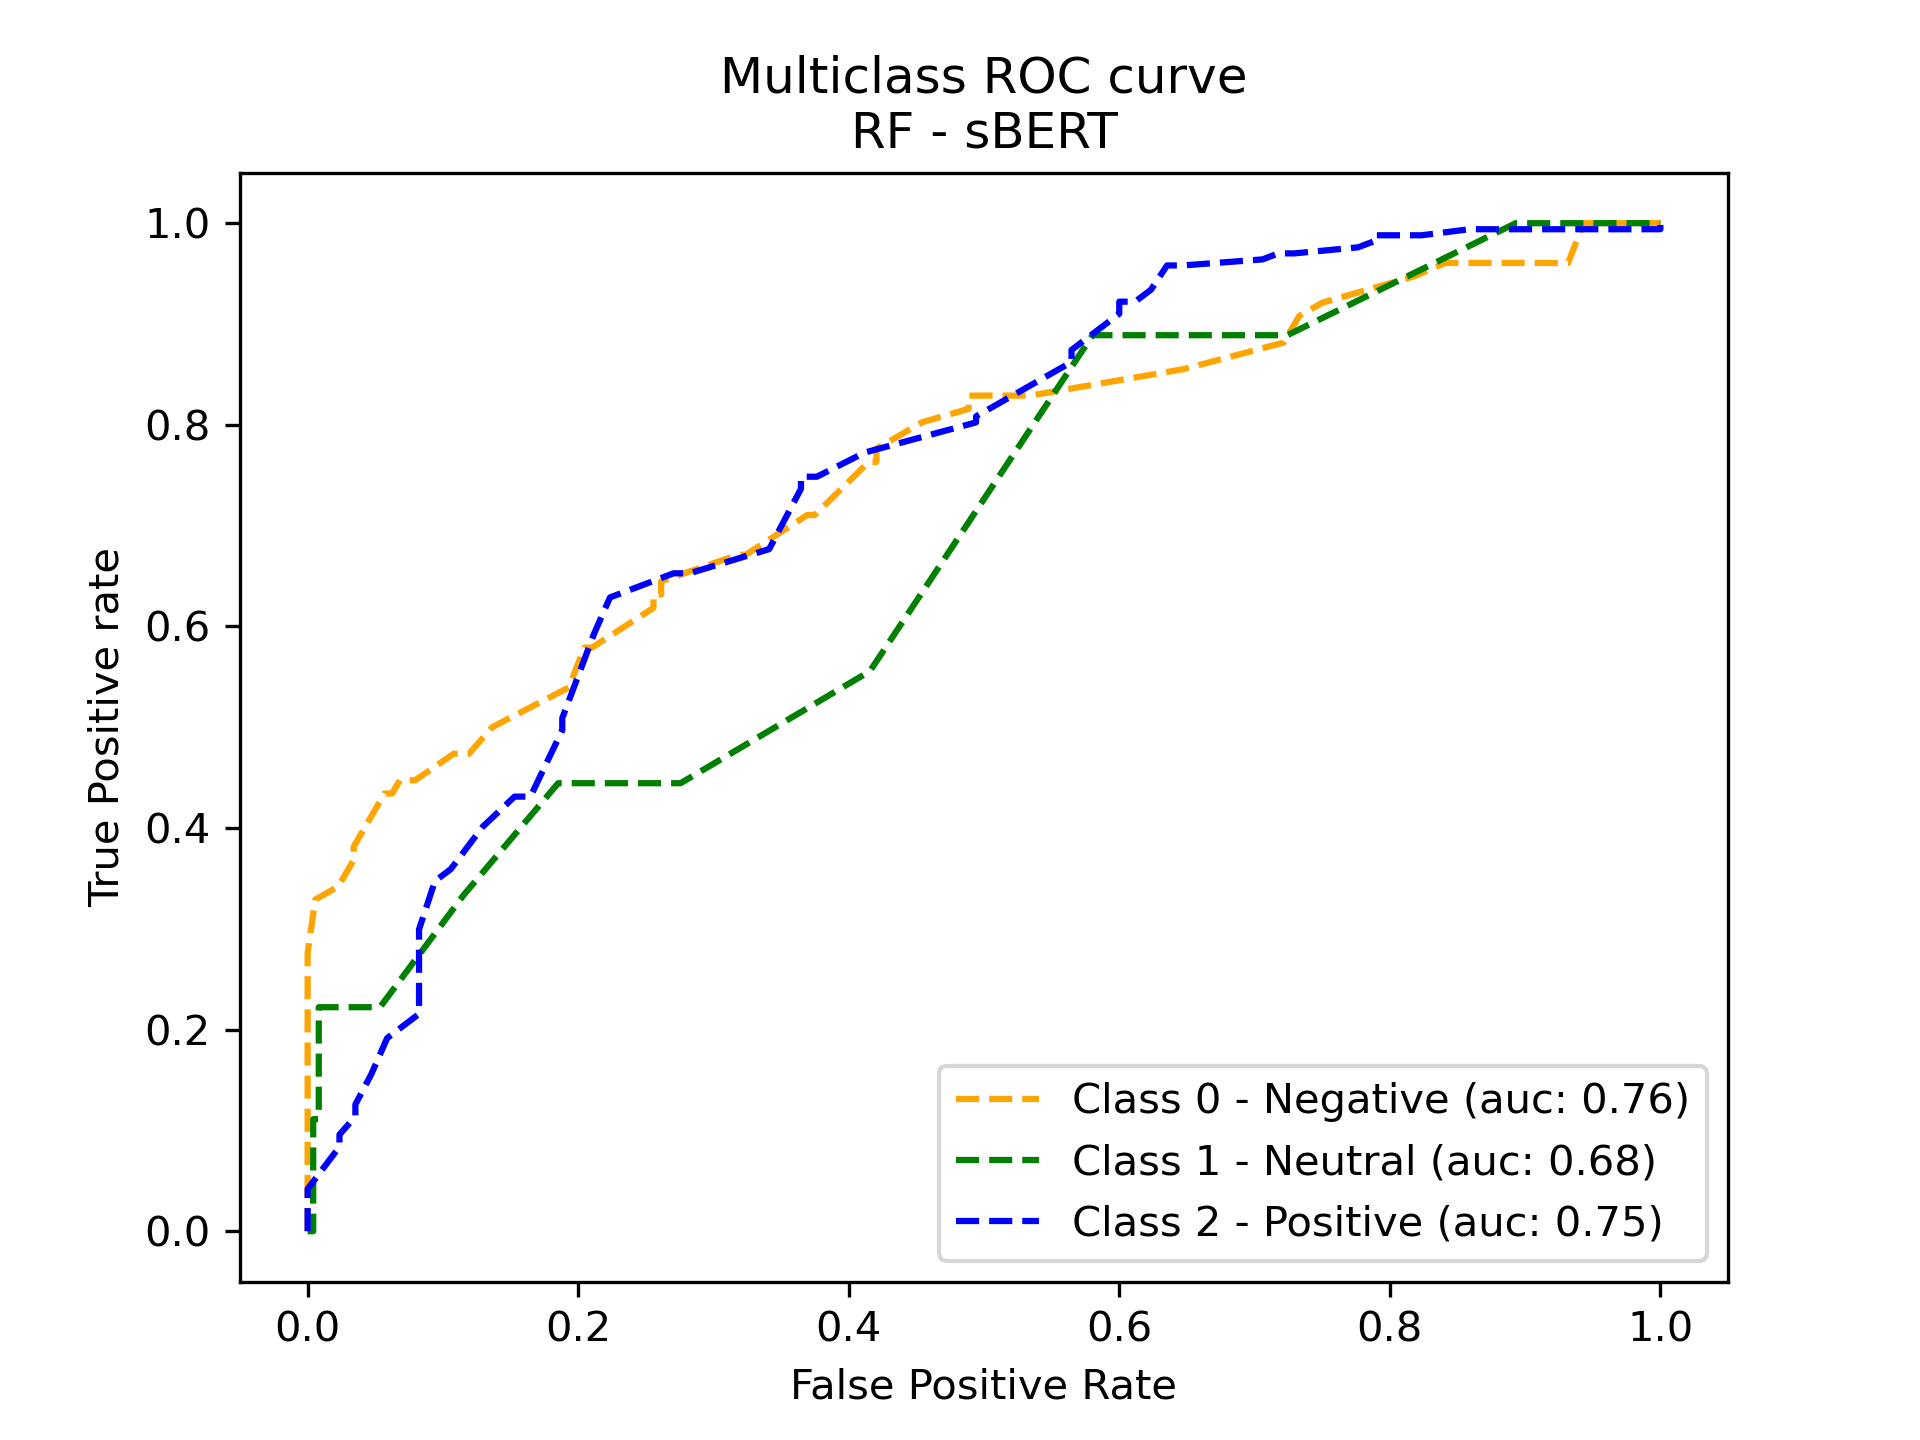 Multiclass ROC curve
RF - sBERT
True Positive rate
1.0
0.8
0.6
0.4
0.2
0.0
Class 0 - Negative (auc: 0.76)
Class 1 - Neutral (auc: 0.68)
Class 2 - Positive (auc: 0.75)
0.0 0.2 0.4 0.6 0.8 1.0
False Positive Rate